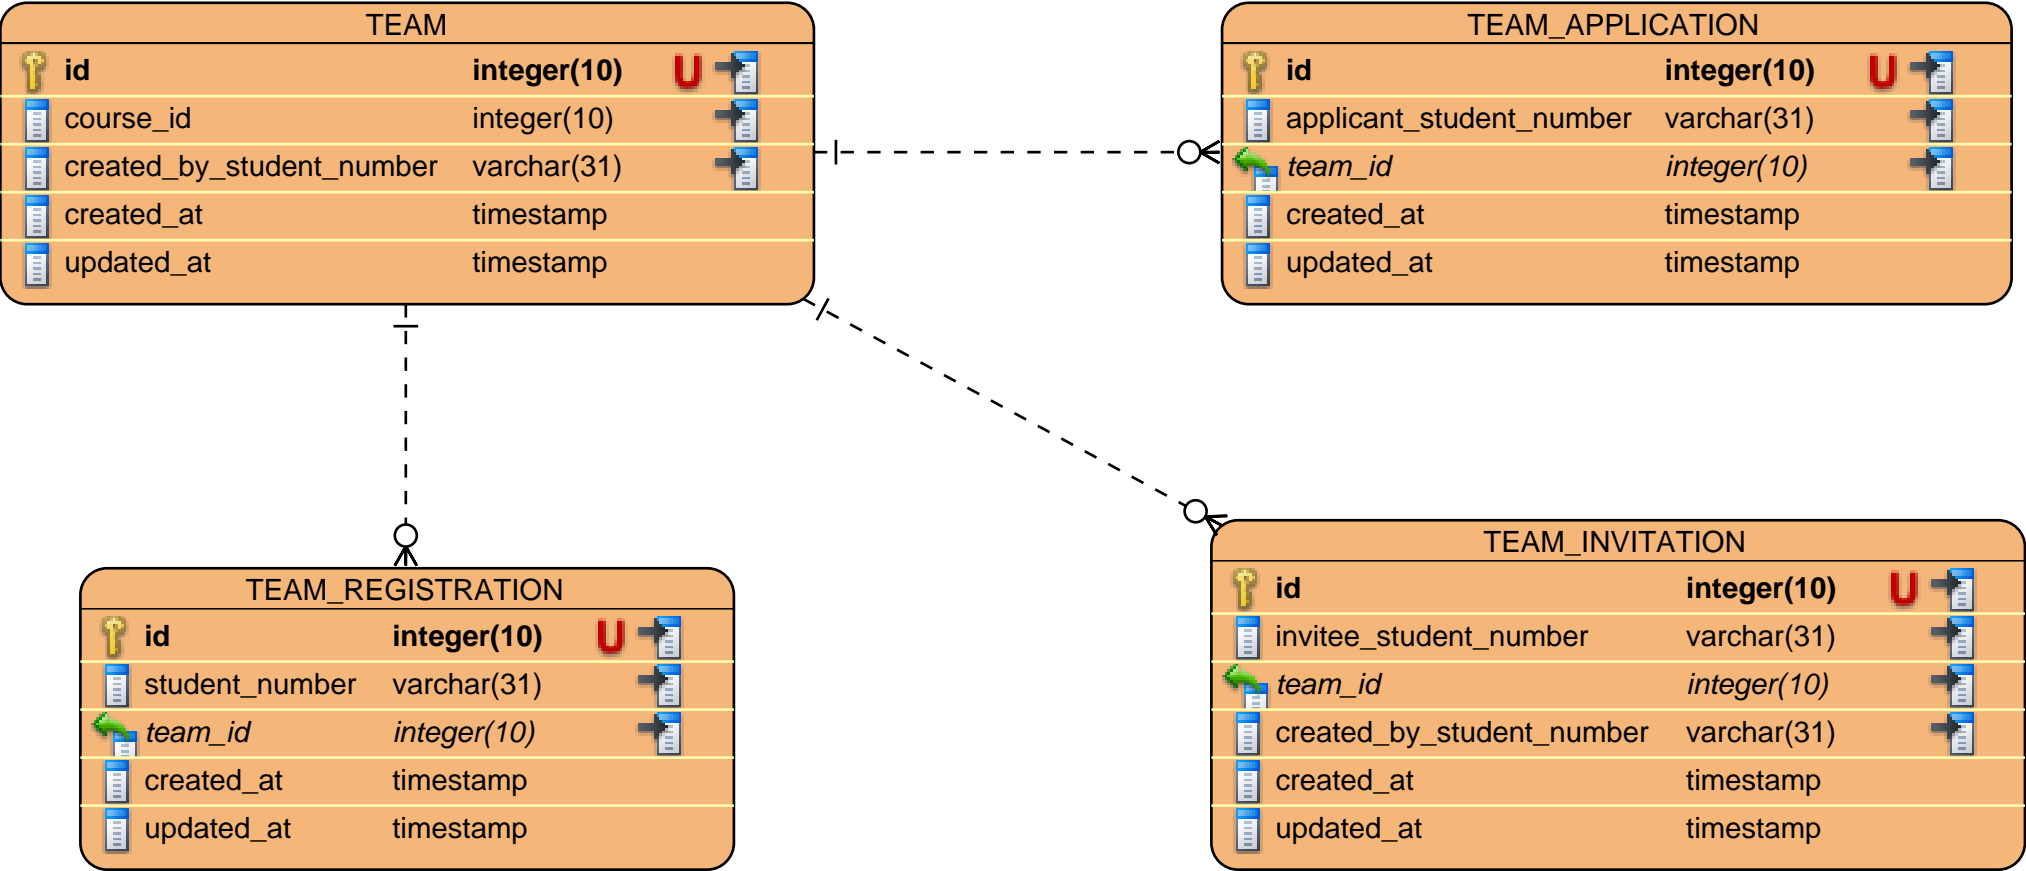 TEAM
id integer(10) U
course_id integer(10)
created_by_student_number varchar(31)
created_at timestamp
updated_at timestamp
TEAM_APPLICATION
id integer(10) U
applicant_student_number varchar(31)
team_id integer(10)
created_at timestamp
updated_at timestamp
TEAM_REGISTRATION
id integer(10) U
student_number varchar(31)
team_id integer(10)
created_at timestamp
updated_at timestamp
TEAM_INVITATION
id integer(10) U
invitee_student_number varchar(31)
team_id integer(10)
created_by_student_number varchar(31)
created_at timestamp
updated_at timestamp